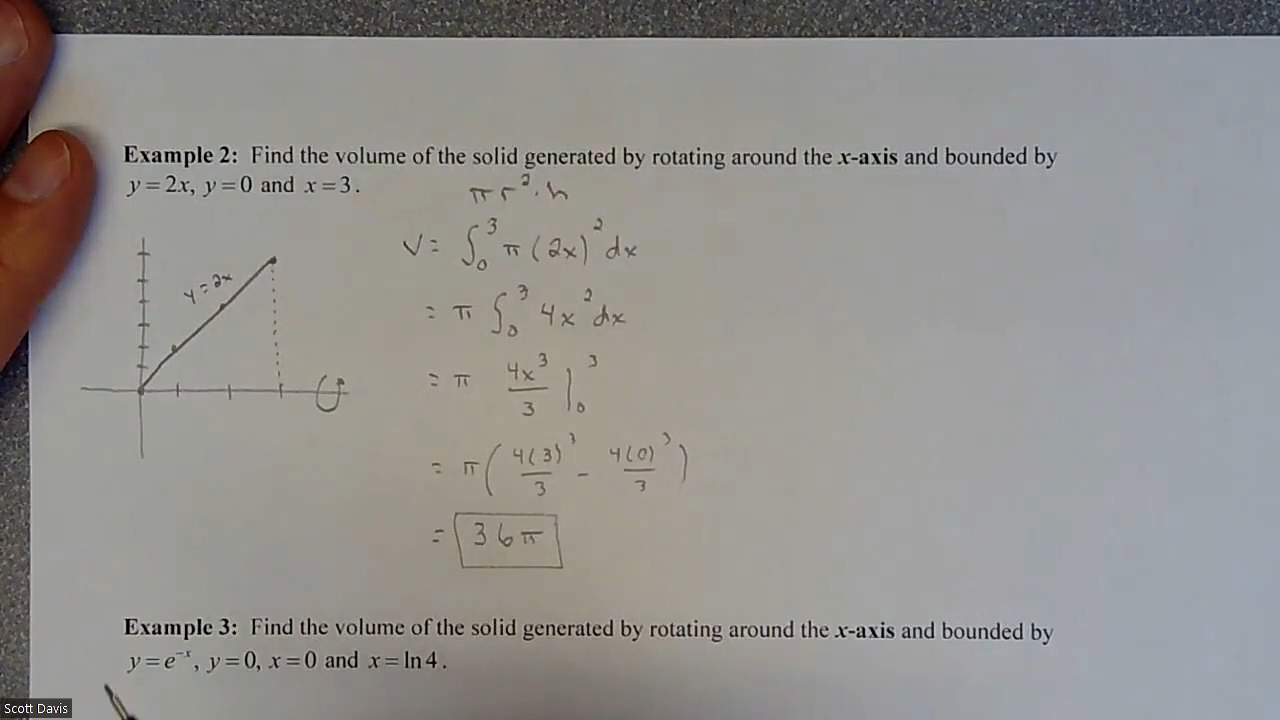 Example 2: Find the volume of the solid generated by rotating around the x-axis and bounded by
y = 2x, y = 0 and x = 3.
πr²·h
y = 2x
V = ∫₀³ π(2x)² dx
= π ∫₀³ 4x² dx
= π 4x³/3 |₀³
= π(4(3)³/3 - 4(0)³/3)
= 36π
Example 3: Find the volume of the solid generated by rotating around the x-axis and bounded by
y = e⁻ˣ, y = 0, x = 0 and x = ln 4.
Scott Davis